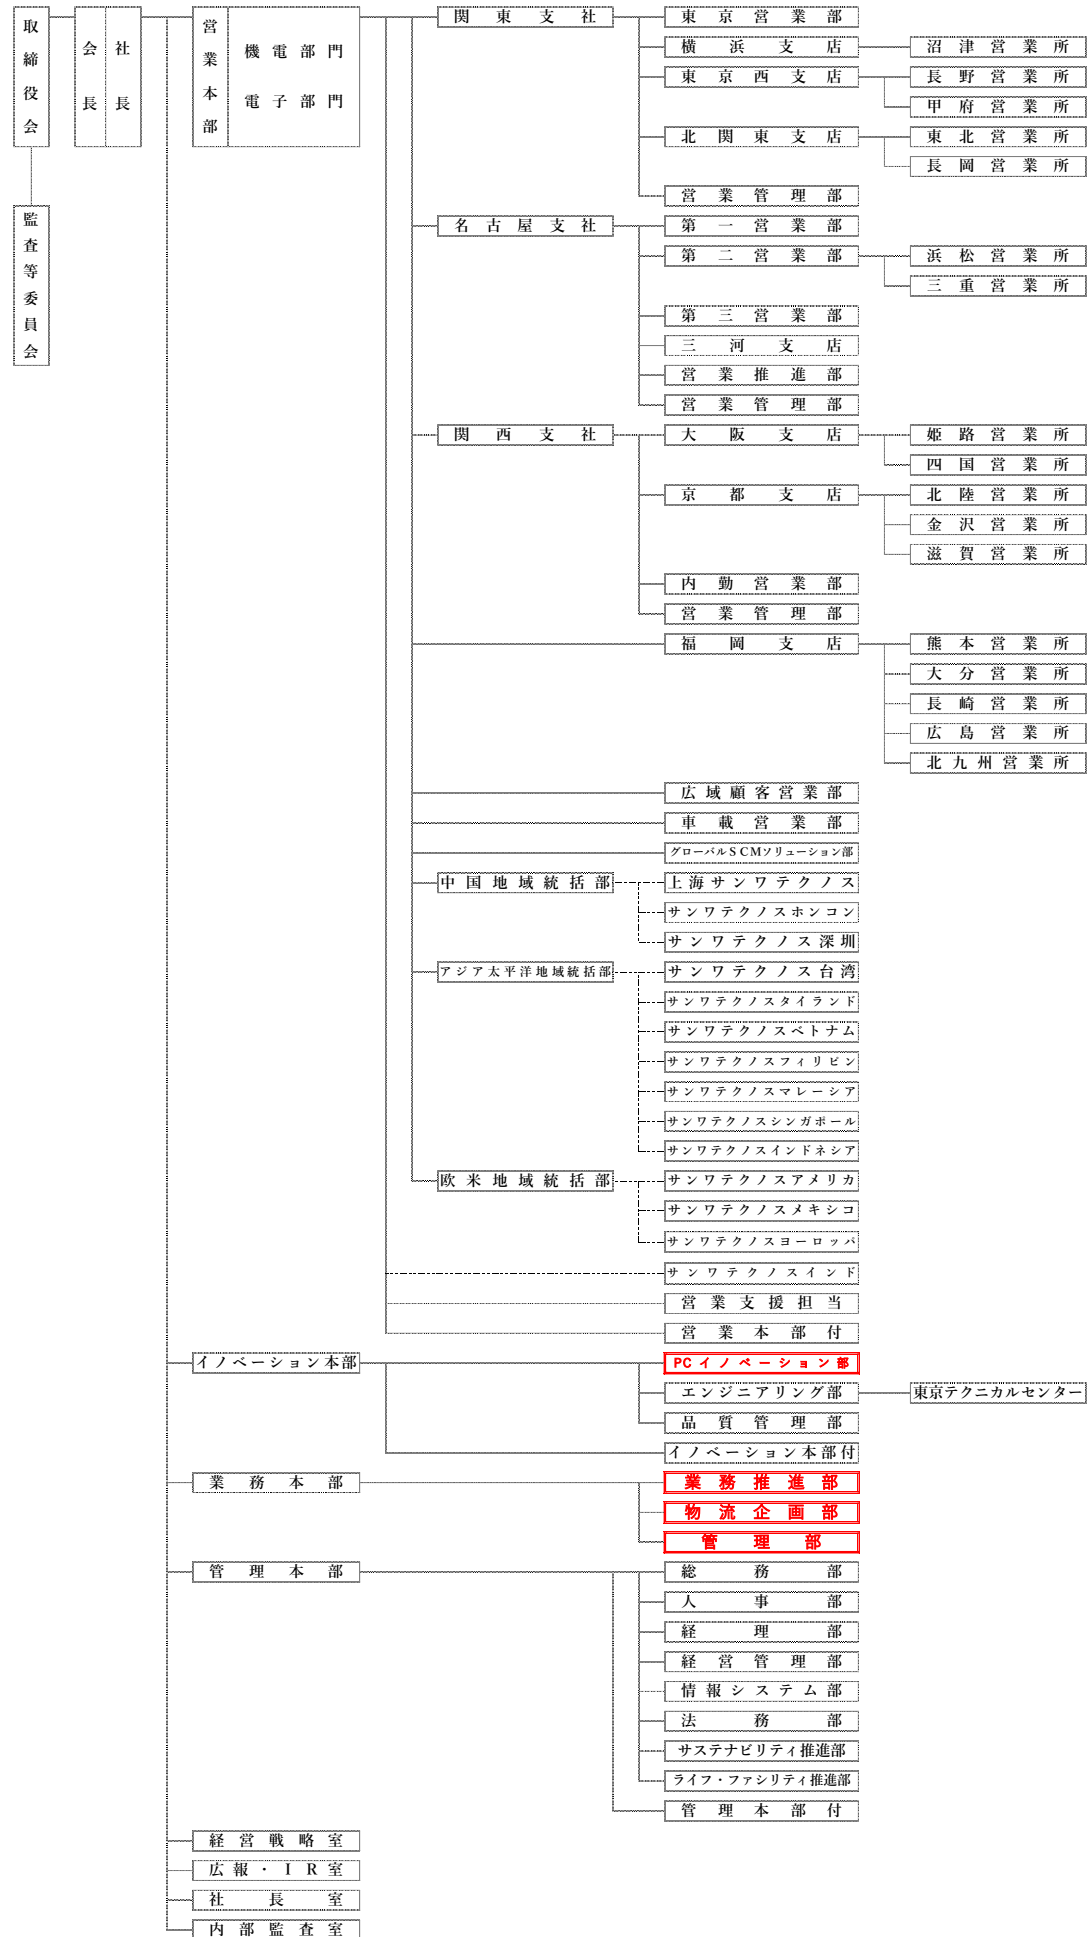 取締役会
監査等委員会
会長
社長
営業本部
機電部門
電子部門
関東支社
東京営業部
横浜支店
沼津営業所
東京西支店
長野営業所
甲府営業所
北関東支店
東北営業所
長岡営業所
営業管理部
名古屋支社
第一営業部
第二営業部
浜松営業所
三重営業所
第三営業部
三河支店
営業推進部
営業管理部
関西支社
大阪支店
姫路営業所
四国営業所
京都支店
北陸営業所
金沢営業所
滋賀営業所
内勤営業部
営業管理部
福岡支店
熊本営業所
大分営業所
長崎営業所
広島営業所
北九州営業所
広域顧客営業部
車載営業部
グローバルSCMソリューション部
中国地域統括部
上海サンワテクノス
サンワテクノスホンコン
サンワテクノス深圳
アジア太平洋地域統括部
サンワテクノス台湾
サンワテクノスタイランド
サンワテクノスベトナム
サンワテクノスフィリピン
サンワテクノスマレーシア
サンワテクノスシンガポール
サンワテクノスインドネシア
欧米地域統括部
サンワテクノスアメリカ
サンワテクノスメキシコ
サンワテクノスヨーロッパ
サンワテクノスインド
営業支援担当
営業本部付
イノベーション本部
PCイノベーション部
エンジニアリング部
東京テクニカルセンター
品質管理部
イノベーション本部付
業務本部
業務推進部
物流企画部
管理部
管理本部
総務部
人事部
経理部
経営管理部
情報システム部
法務部
サステナビリティ推進部
ライフ・ファシリティ推進部
管理本部付
経営戦略室
広報・IR室
社長室
内部監査室